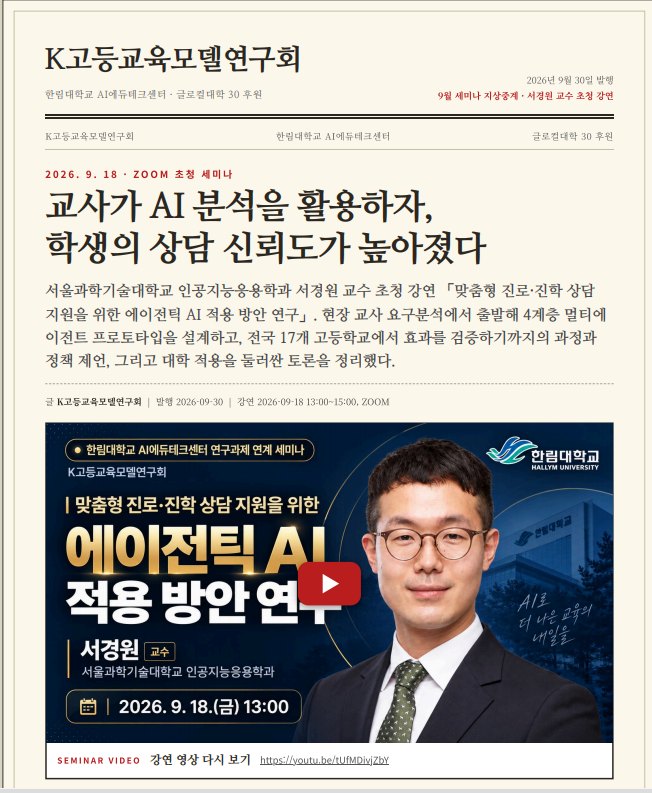 K고등교육모델연구회
한림대학교 AI에듀테크센터 · 글로컬대학 30 후원
2026년 9월 30일 발행
9월 세미나 지상중계 · 서경원 교수 초청 강연
K고등교육모델연구회
한림대학교 AI에듀테크센터
글로컬대학 30 후원
2026. 9. 18 · ZOOM 초청 세미나
교사가 AI 분석을 활용하자,
학생의 상담 신뢰도가 높아졌다
서울과학기술대학교 인공지능응용학과 서경원 교수 초청 강연 「맞춤형 진로·진학 상담
지원을 위한 에이전틱 AI 적용 방안 연구」. 현장 교사 요구분석에서 출발해 4계층 멀티에
이전트 프로토타입을 설계하고, 전국 17개 고등학교에서 효과를 검증하기까지의 과정과
정책 제언, 그리고 대학 적용을 둘러싼 토론을 정리했다.
글 K고등교육모델연구회 | 발행 2026-09-30 | 강연 2026-09-18 13:00~15:00, ZOOM
한림대학교 AI에듀테크센터 연구과제 연계 세미나
K고등교육모델연구회
한림대학교
HALLYM UNIVERSITY
맞춤형 진로·진학 상담 지원을 위한
에이전틱 AI
적용 방안 연구
한림대학교
AI로
더 나은 교육의
내일을
서경원 교수
서울과학기술대학교 인공지능응용학과
2026. 9. 18.(금) 13:00
SEMINAR VIDEO 강연 영상 다시 보기 https://youtu.be/tUfMDivjZbY